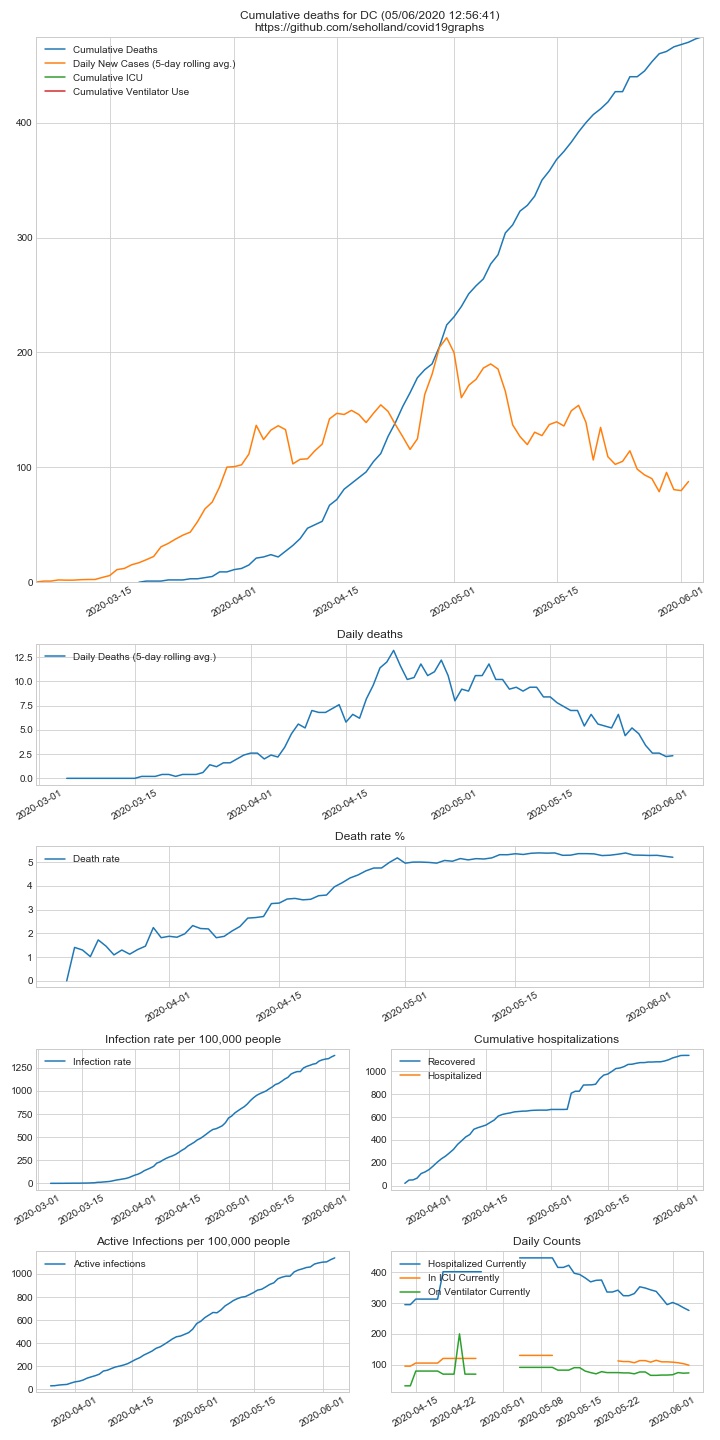 Cumulative deaths for DC (05/06/2020 12:56:41)
https://github.com/seholland/covid19graphs
Cumulative Deaths
Daily New Cases (5-day rolling avg.)
Cumulative ICU
Cumulative Ventilator Use
400
300
200
100
0
2020-03-15 2020-04-01 2020-04-15 2020-05-01 2020-05-15 2020-06-01
Daily deaths
Daily Deaths (5-day rolling avg.)
12.5
10.0
7.5
5.0
2.5
0.0
2020-03-01 2020-03-15 2020-04-01 2020-04-15 2020-05-01 2020-05-15 2020-06-01
Death rate %
Death rate
5
4
3
2
1
0
2020-04-01 2020-04-15 2020-05-01 2020-05-15 2020-06-01
Infection rate per 100,000 people
Infection rate
1250
1000
750
500
250
0
2020-03-01 2020-03-15 2020-04-01 2020-04-15 2020-05-01 2020-05-15 2020-06-01
Cumulative hospitalizations
Recovered
Hospitalized
1000
800
600
400
200
0
2020-04-01 2020-04-15 2020-05-01 2020-05-15 2020-06-01
Active Infections per 100,000 people
Active infections
1000
800
600
400
200
0
2020-04-01 2020-04-15 2020-05-01 2020-05-15 2020-06-01
Daily Counts
Hospitalized Currently
In ICU Currently
On Ventilator Currently
400
300
200
100
2020-04-15 2020-04-22 2020-05-01 2020-05-08 2020-05-15 2020-05-22 2020-06-01